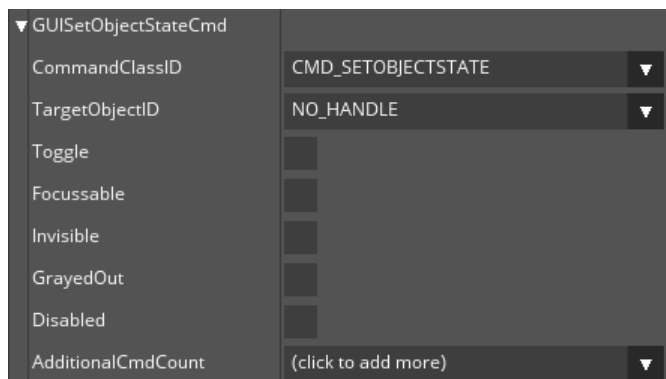 GUISetObjectStateCmd
CommandClassID CMD_SETOBJECTSTATE
TargetObjectID NO_HANDLE
Toggle
Focussable
Invisible
GrayedOut
Disabled
AdditionalCmdCount (click to add more)